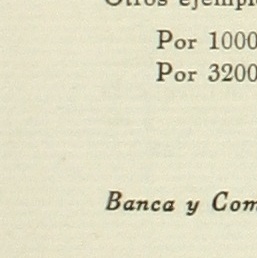 Otros ejempl
Por 1000
Por 3200
Banca y Com